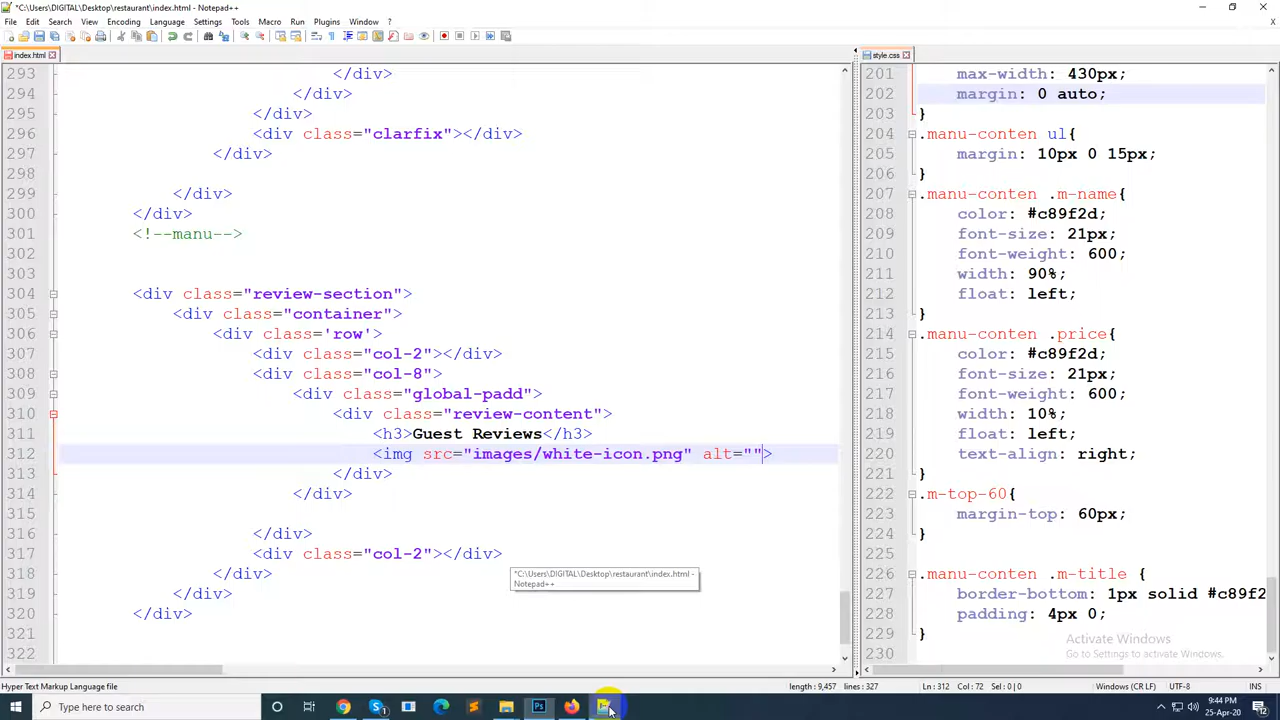 *C:\Users\DIGITAL\Desktop\restaurant\index.html - Notepad++
File Edit Search View Encoding Language Settings Tools Macro Run Plugins Window ?
index.html
293 </div>
294 </div>
295 </div>
296 <div class="clarfix"></div>
297 </div>
298
299 </div>
300 </div>
301 <!--manu-->
302
303
304 <div class="review-section">
305 <div class="container">
306 <div class='row'>
307 <div class="col-2"></div>
308 <div class="col-8">
309 <div class="global-padd">
310 <div class="review-content">
311 <h3>Guest Reviews</h3>
312 <img src="images/white-icon.png" alt="">
313 </div>
314 </div>
315
316 </div>
317 <div class="col-2"></div>
318 </div>
319 </div>
320 </div>
321
322
*C:\Users\DIGITAL\Desktop\restaurant\index.html -
Notepad++
style.css
201 max-width: 430px;
202 margin: 0 auto;
203 }
204 .manu-conten ul{
205 margin: 10px 0 15px;
206 }
207 .manu-conten .m-name{
208 color: #c89f2d;
209 font-size: 21px;
210 font-weight: 600;
211 width: 90%;
212 float: left;
213 }
214 .manu-conten .price{
215 color: #c89f2d;
216 font-size: 21px;
217 font-weight: 600;
218 width: 10%;
219 float: left;
220 text-align: right;
221 }
222 .m-top-60{
223 margin-top: 60px;
224 }
225
226 .manu-conten .m-title {
227 border-bottom: 1px solid #c89f2
228 padding: 4px 0;
229 }
230
Activate Windows
Go to Settings to activate Windows.
Hyper Text Markup Language file length: 9,457 lines: 327 Ln: 312 Col: 72 Sel: 0 | 0 Windows (CR LF) UTF-8 INS
Type here to search
Ps
9:44 PM
25-Apr-20